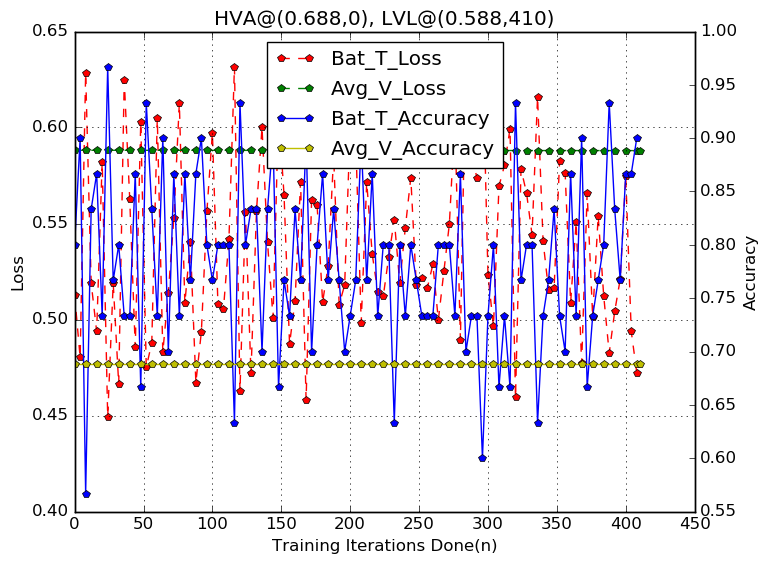 HVA@(0.688,0), LVL@(0.588,410)
Bat_T_Loss
Avg_V_Loss
Bat_T_Accuracy
Avg_V_Accuracy
Loss
0.65
0.60
0.55
0.50
0.45
0.40
1.00
0.95
0.90
0.85
0.80
0.75
0.70
0.65
0.60
0.55
Accuracy
0 50 100 150 200 250 300 350 400 450
Training Iterations Done(n)